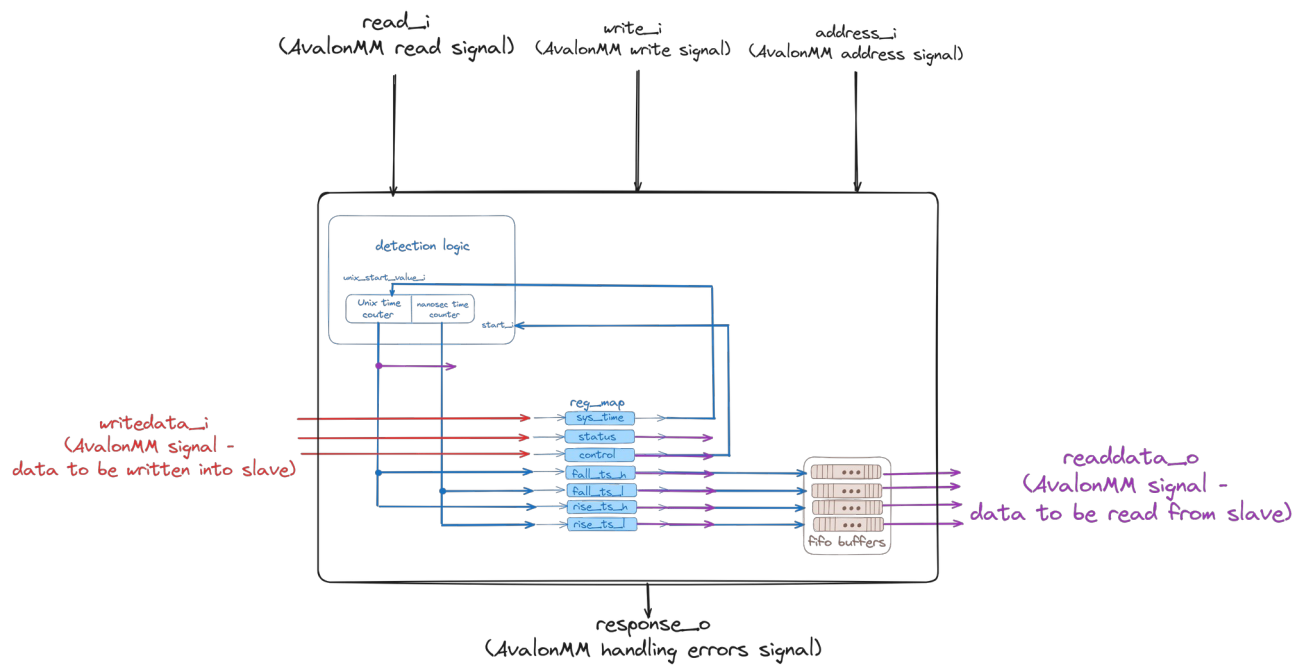 read_i
(AvalonMM read signal)
write_i
(AvalonMM write signal)
address_i
(AvalonMM address signal)
detection logic
unix_start_value_i
Unix time
couter
nanosec time
counter
start_i
writedata_i
(AvalonMM signal -
data to be written into slave)
reg_map
sys_time
status
control
fall_ts_h
fall_ts_l
rise_ts_h
rise_ts_l
fifo buffers
readdata_o
(AvalonMM signal -
data to be read from slave)
response_o
(AvalonMM handling errors signal)